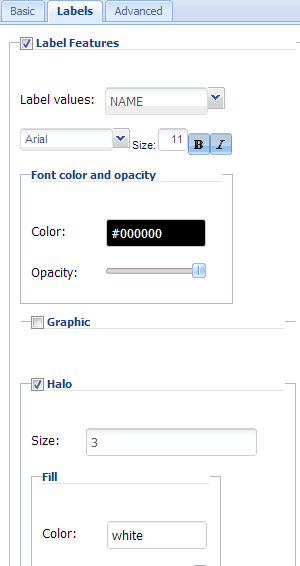 Basic Labels Advanced
Label Features
Label values: NAME
Arial Size: 11 B I
Font color and opacity
Color: #000000
Opacity:
Graphic
Halo
Size: 3
Fill
Color: white